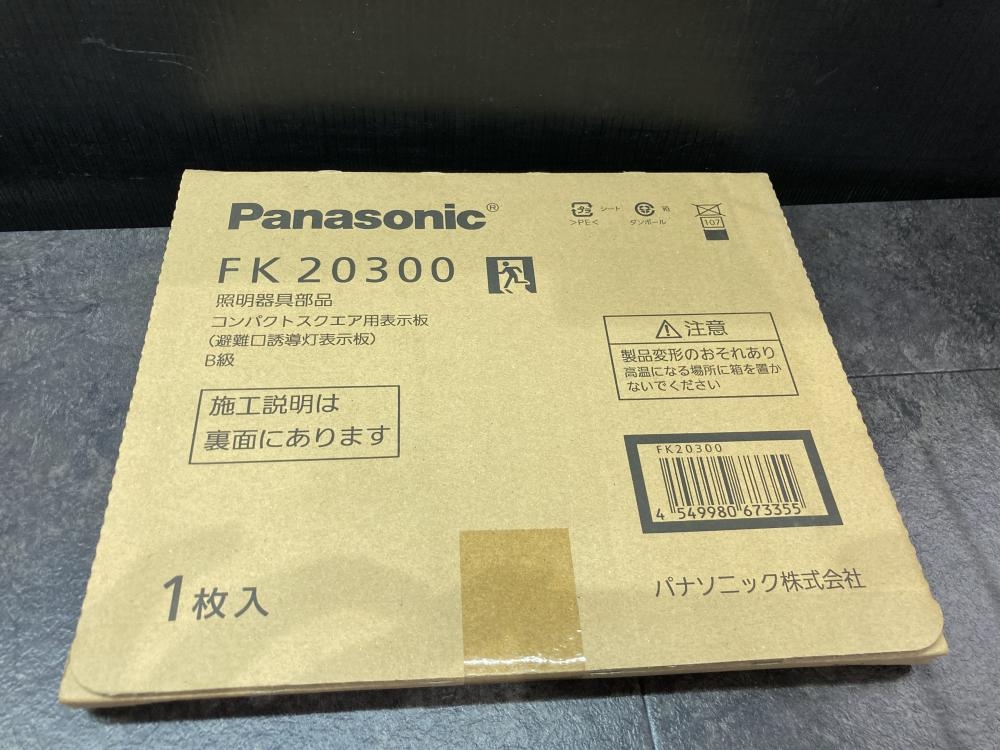 Panasonic®
シート
箱
>PE<
ダンボール
107
FK20300
照明器具部品
コンパクトスクエア用表示板
(避難口誘導灯表示板)
B級
注意
製品変形のおそれあり
高温になる場所に箱を置か
ないでください
施工説明は
裏面にあります
FK20300
4 549980 673355
1枚入
パナソニック株式会社